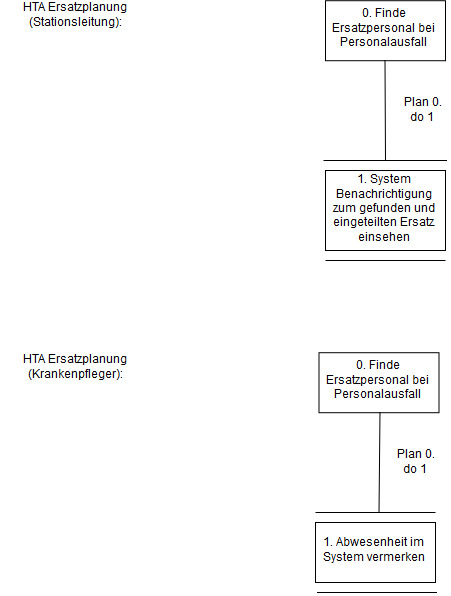 HTA Ersatzplanung
(Stationsleitung):
0. Finde
Ersatzpersonal bei
Personalausfall
Plan 0.
do 1
1. System
Benachrichtigung
zum gefunden und
eingeteilten Ersatz
einsehen
HTA Ersatzplanung
(Krankenpfleger):
0. Finde
Ersatzpersonal bei
Personalausfall
Plan 0.
do 1
1. Abwesenheit im
System vermerken